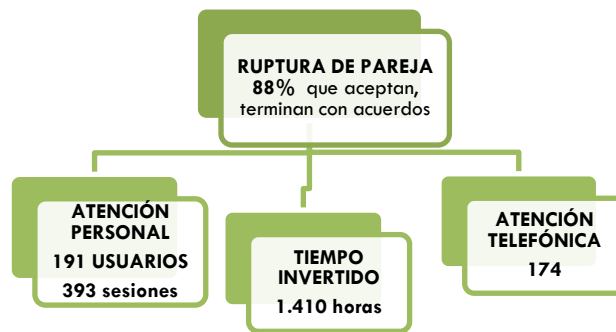 RUPTURA DE PAREJA
88% que aceptan,
terminan con acuerdos
ATENCIÓN
PERSONAL
191 USUARIOS
393 sesiones
TIEMPO
INVERTIDO
1.410 horas
ATENCIÓN
TELEFÓNICA
174